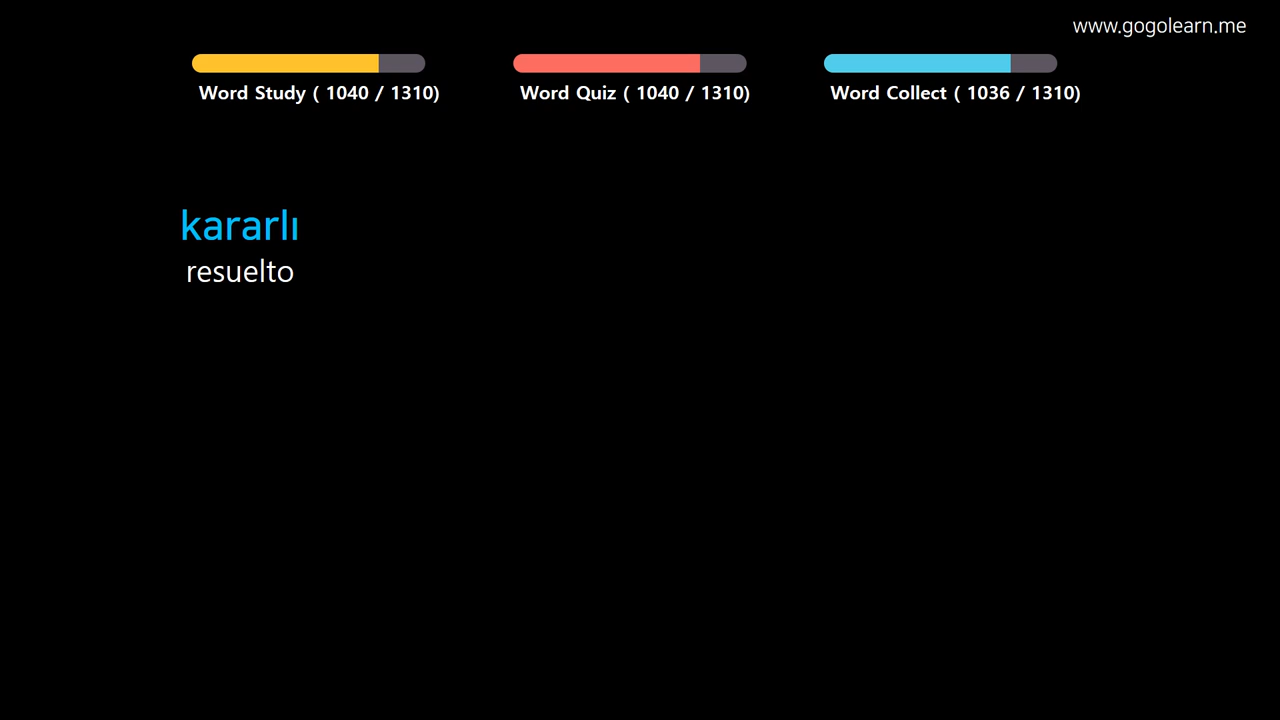 www.gogolearn.me
Word Study ( 1040 / 1310)
Word Quiz ( 1040 / 1310)
Word Collect ( 1036 / 1310)
kararlı
resuelto